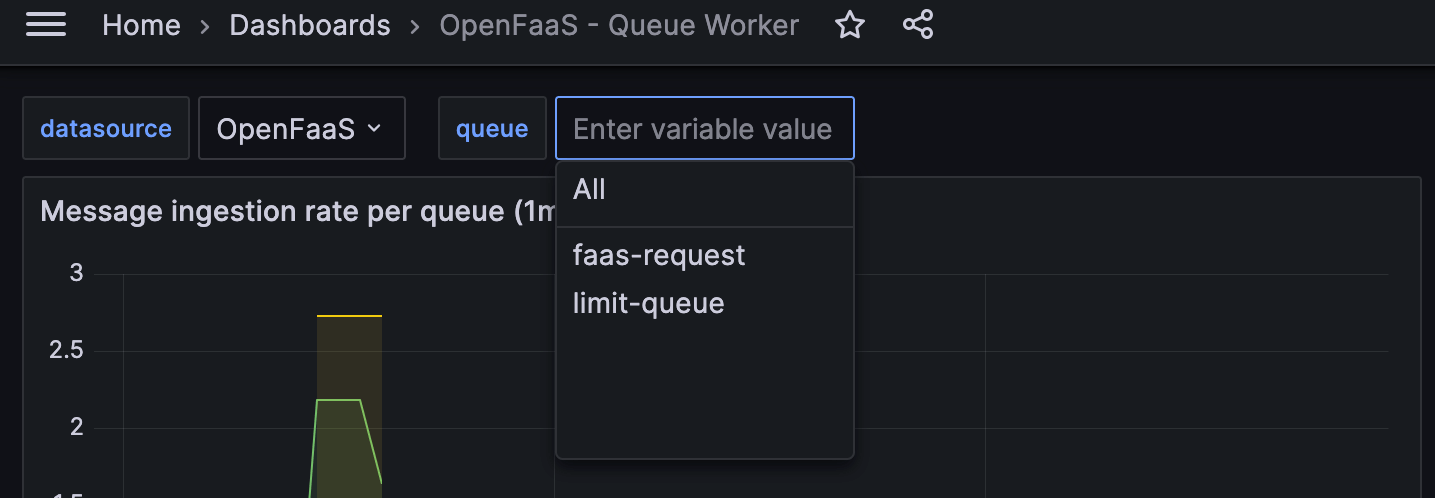 Home > Dashboards > OpenFaaS - Queue Worker
datasource OpenFaaS queue Enter variable value
All
Message ingestion rate per queue (1m
faas-request
limit-queue
3
2.5
2